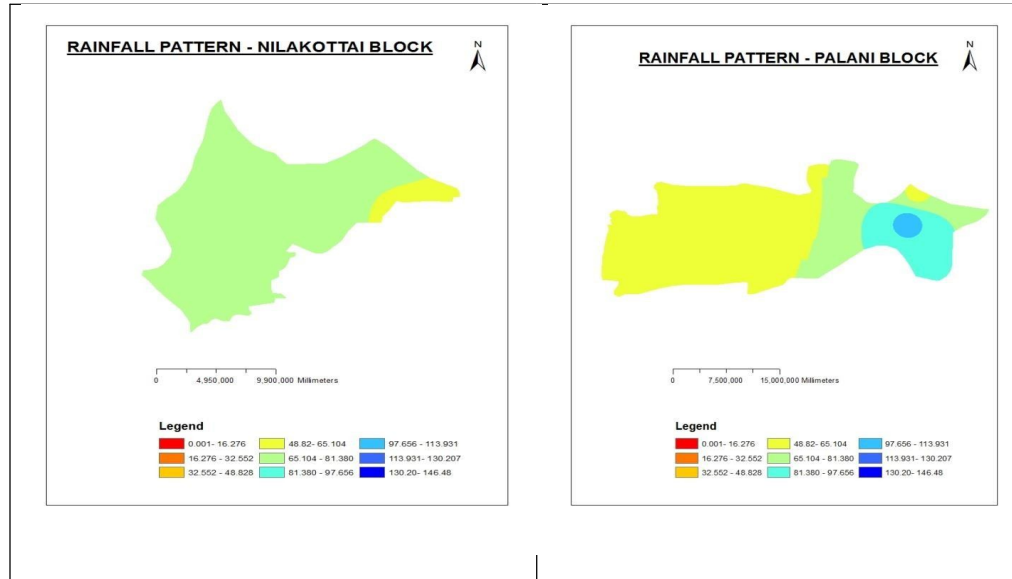 RAINFALL PATTERN - NILAKOTTAI BLOCK
N
0 4,950,000 9,900,000 Millimeters
Legend
0.001- 16.276 48.82- 65.104 97.656 - 113.931
16.276 - 32.552 65.104 - 81.380 113.931- 130.207
32.552 - 48.828 81.380 - 97.656 130.20- 146.48
RAINFALL PATTERN - PALANI BLOCK
N
0 7,500,000 15,000,000 Millimeters
Legend
0.001- 16.276 48.82- 65.104 97.656 - 113.931
16.276 - 32.552 65.104 - 81.380 113.931- 130.207
32.552 - 48.828 81.380 - 97.656 130.20- 146.48